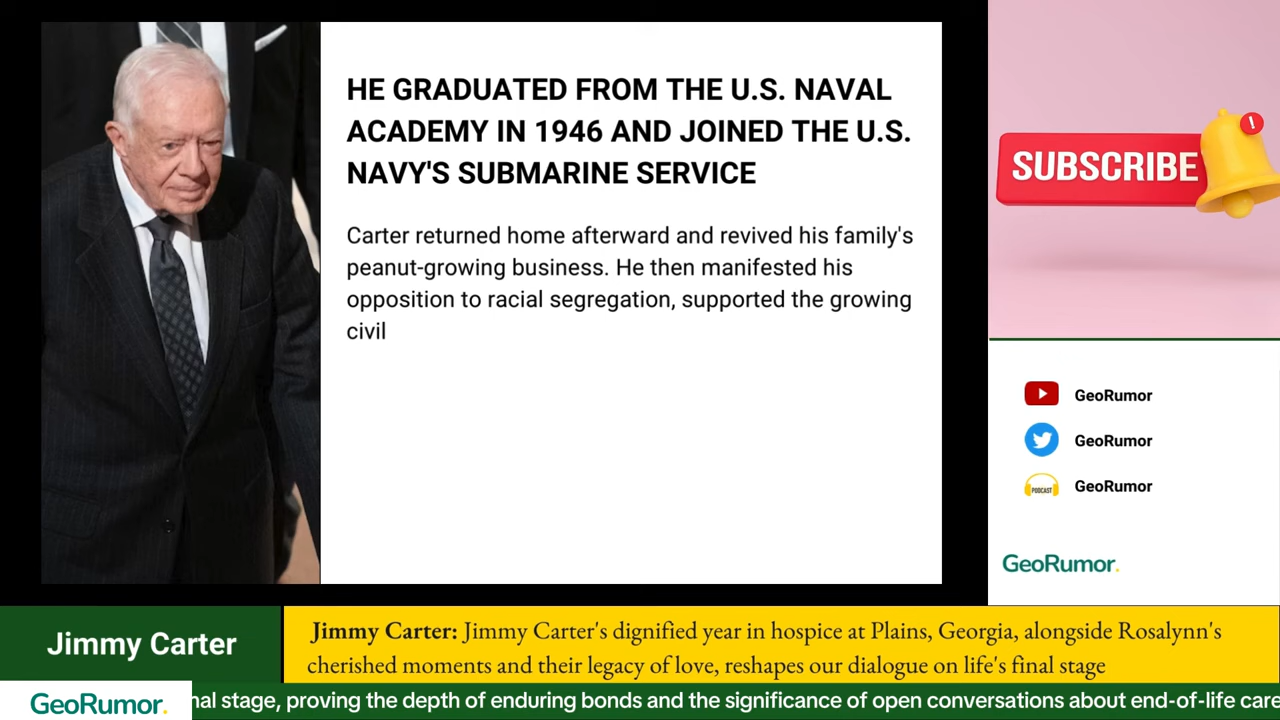 HE GRADUATED FROM THE U.S. NAVAL
ACADEMY IN 1946 AND JOINED THE U.S.
NAVY'S SUBMARINE SERVICE
Carter returned home afterward and revived his family's
peanut-growing business. He then manifested his
opposition to racial segregation, supported the growing
civil
SUBSCRIBE
!
GeoRumor
GeoRumor
PODCAST
GeoRumor
GeoRumor.
Jimmy Carter
Jimmy Carter: Jimmy Carter's dignified year in hospice at Plains, Georgia, alongside Rosalynn's
cherished moments and their legacy of love, reshapes our dialogue on life's final stage
GeoRumor.
nal stage, proving the depth of enduring bonds and the significance of open conversations about end-of-life care